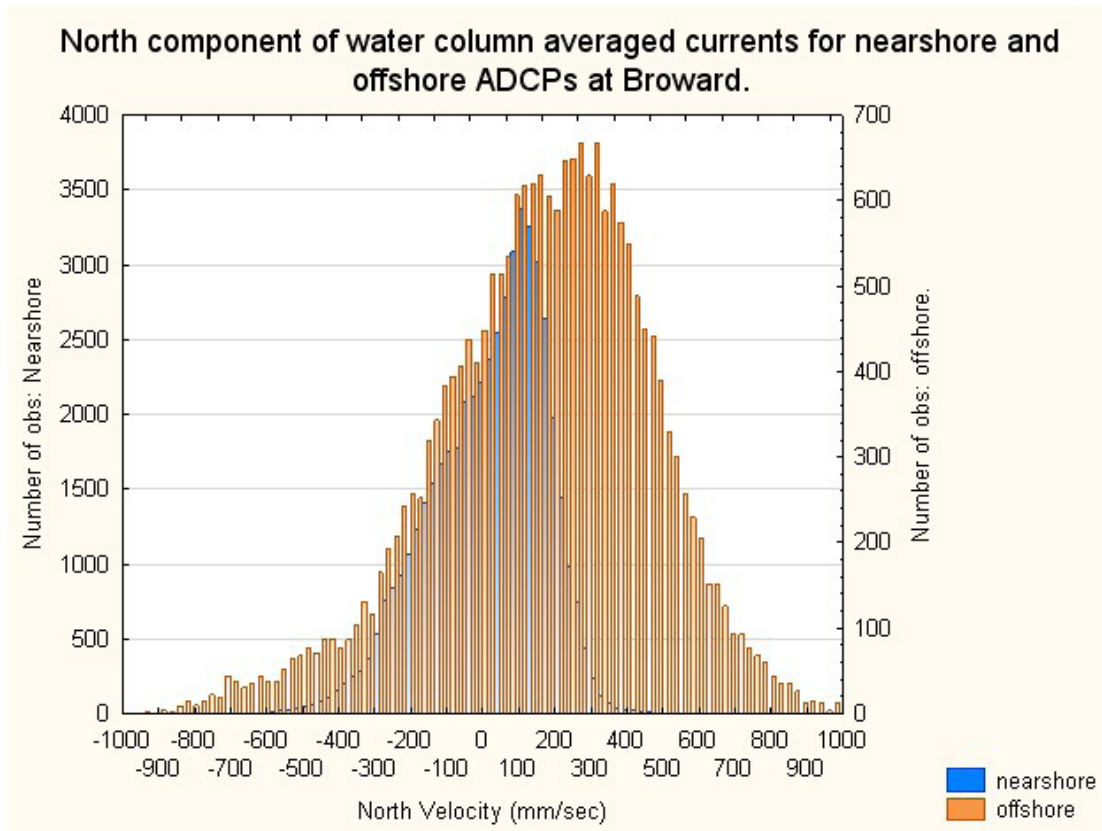 North component of water column averaged currents for nearshore and
offshore ADCPs at Broward.
4000
3500
3000
2500
2000
1500
1000
500
0
Number of obs: Nearshore
700
600
500
400
300
200
100
0
Number of obs: offshore.
-1000 -800 -600 -400 -200 0 200 400 600 800 1000
-900 -700 -500 -300 -100 100 300 500 700 900
North Velocity (mm/sec)
nearshore
offshore